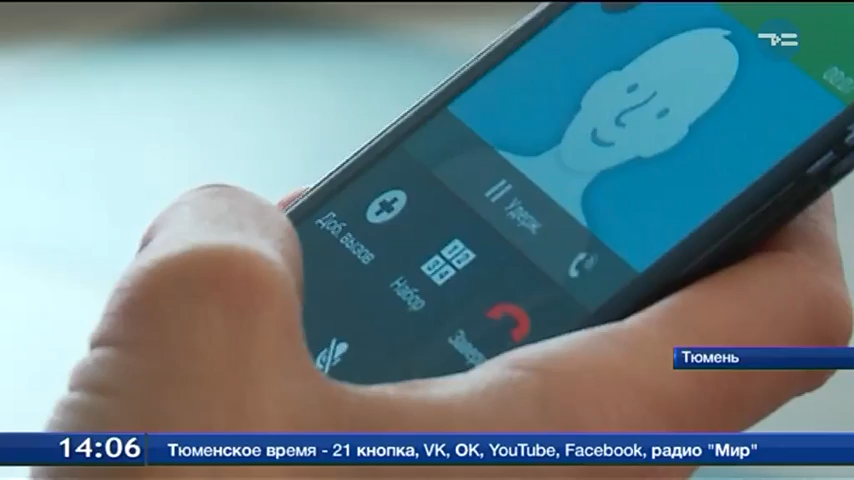 Удерж.
Доб. вызов
Набор
Тюмень
14:06 Тюменское время - 21 кнопка, VK, OK, YouTube, Facebook, радио "Мир"